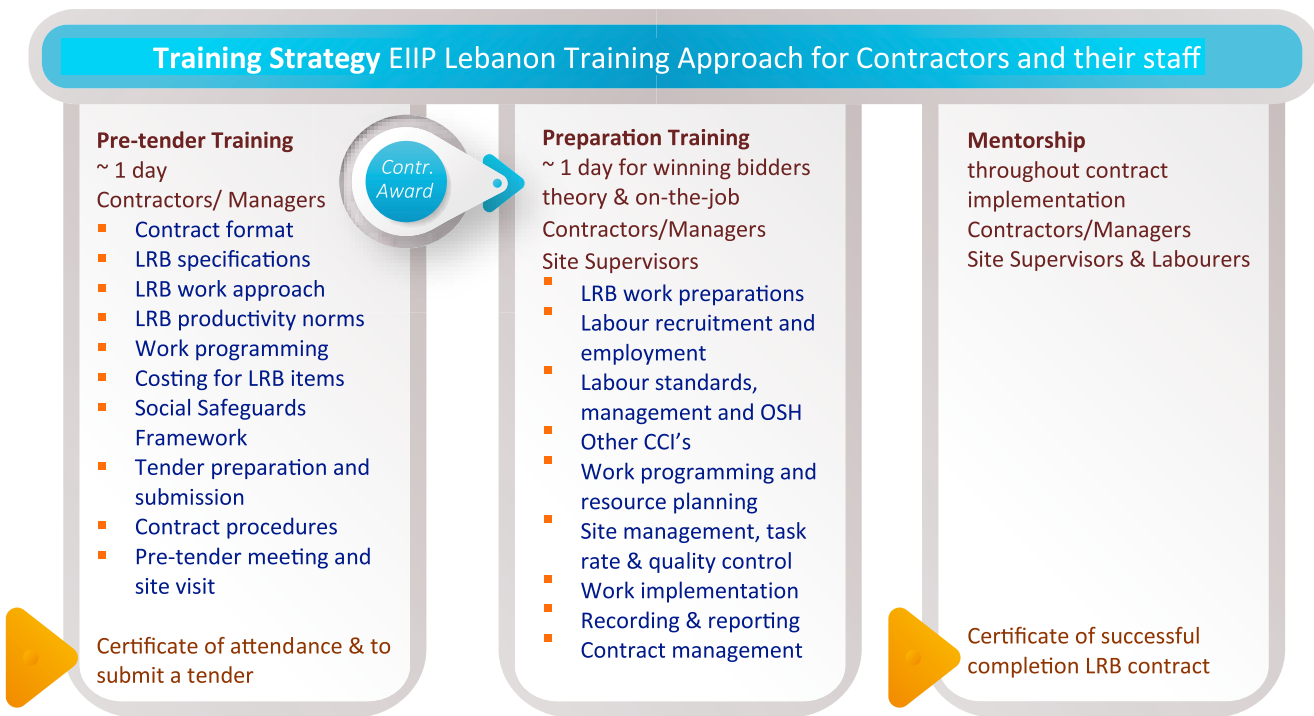 Training Strategy EIIP Lebanon Training Approach for Contractors and their staff
Pre-tender Training
~ 1 day
Contractors/ Managers
Contract format
LRB specifications
LRB work approach
LRB productivity norms
Work programming
Costing for LRB items
Social Safeguards
Framework
Tender preparation and
submission
Contract procedures
Pre-tender meeting and
site visit
Certificate of attendance & to
submit a tender
Contr.
Award
Preparation Training
~ 1 day for winning bidders
theory & on-the-job
Contractors/Managers
Site Supervisors
LRB work preparations
Labour recruitment and
employment
Labour standards,
management and OSH
Other CCI's
Work programming and
resource planning
Site management, task
rate & quality control
Work implementation
Recording & reporting
Contract management
Mentorship
throughout contract
implementation
Contractors/Managers
Site Supervisors & Labourers
Certificate of successful
completion LRB contract